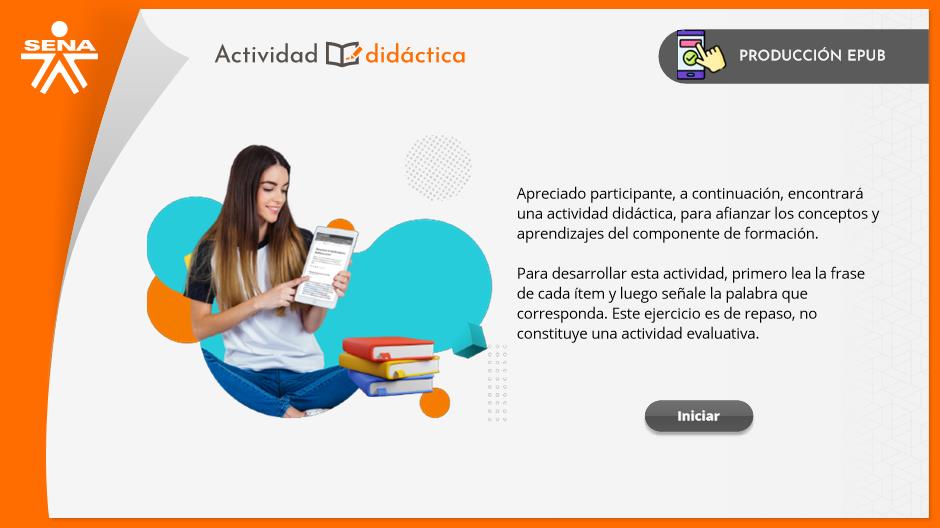 SENA
Actividad didáctica
PRODUCCIÓN EPUB
Apreciado participante, a continuación, encontrará
una actividad didáctica, para afianzar los conceptos y
aprendizajes del componente de formación.
Para desarrollar esta actividad, primero lea la frase
de cada ítem y luego señale la palabra que
corresponda. Este ejercicio es de repaso, no
constituye una actividad evaluativa.
Iniciar